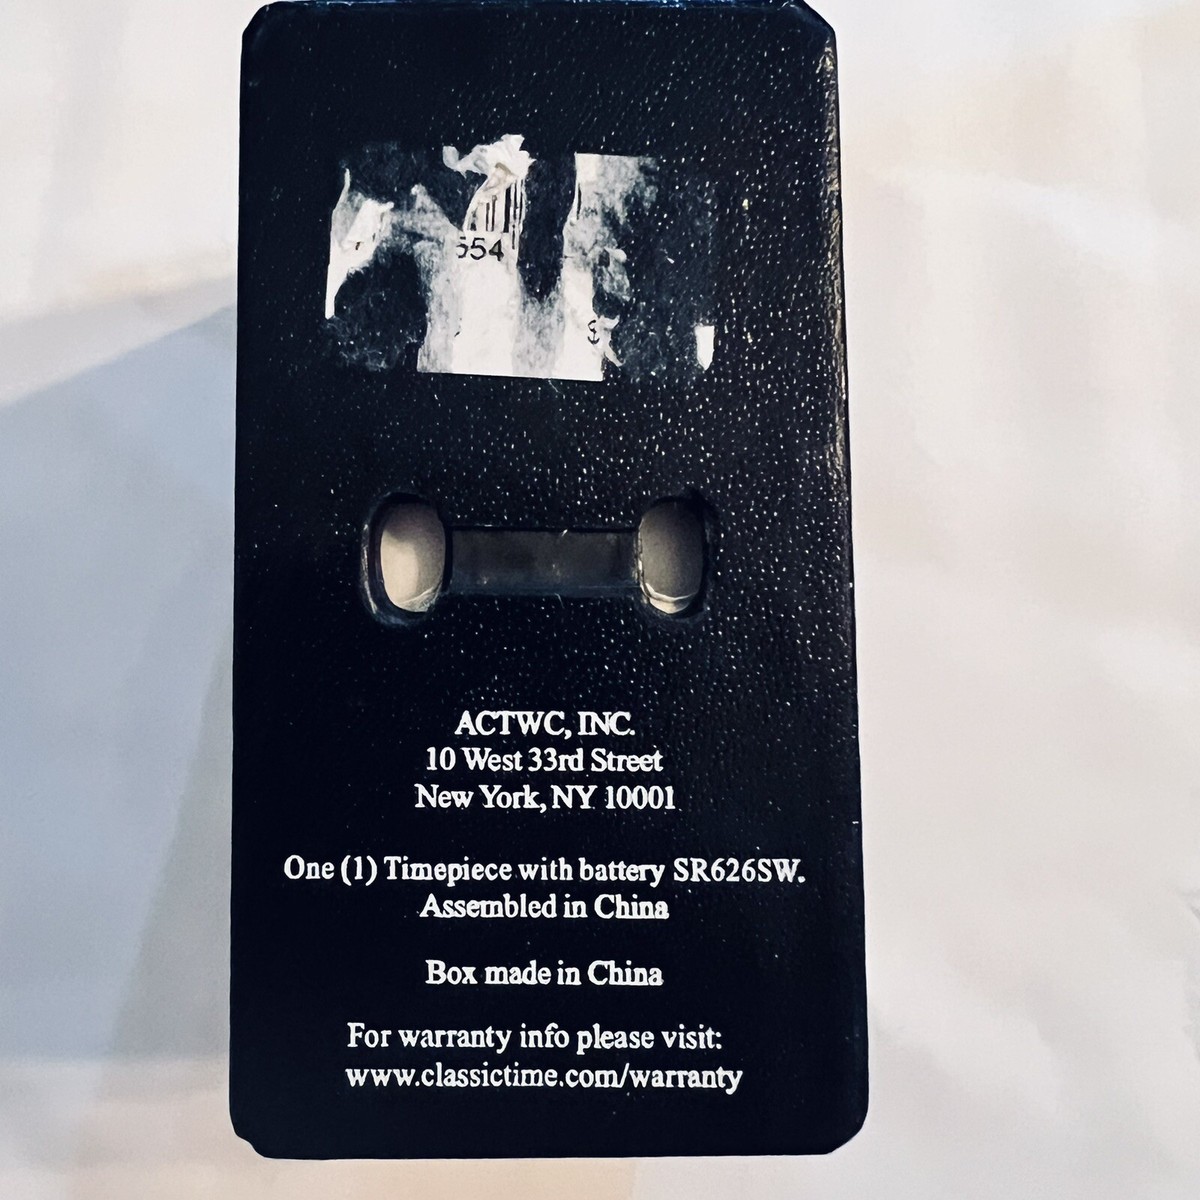 554
$
ACTWC, INC.
10 West 33rd Street
New York, NY 10001
One (1) Timepiece with battery SR626SW.
Assembled in China
Box made in China
For warranty info please visit:
www.classictime.com/warranty